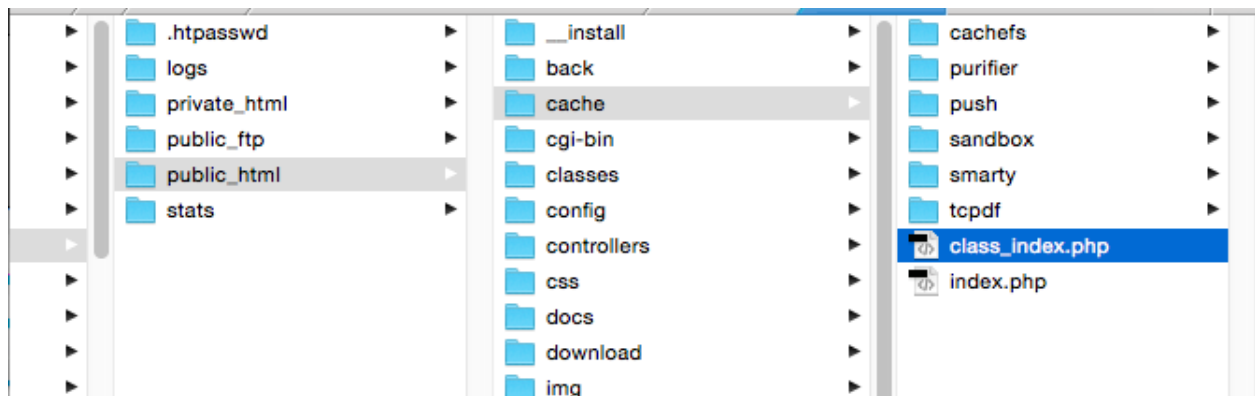 .htpasswd
logs
private_html
public_ftp
public_html
stats
__install
back
cache
cgi-bin
classes
config
controllers
css
docs
download
img
cachefs
purifier
push
sandbox
smarty
tcpdf
class_index.php
index.php